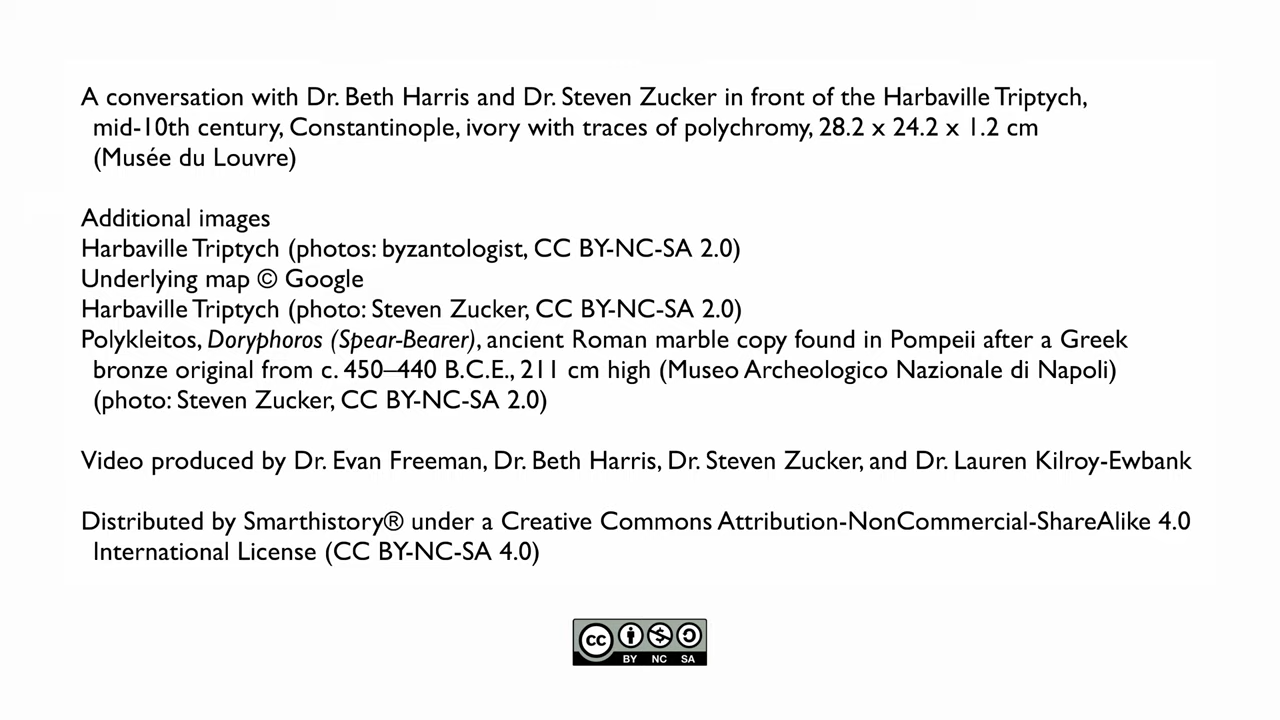 A conversation with Dr. Beth Harris and Dr. Steven Zucker in front of the Harbaville Triptych,
mid-10th century, Constantinople, ivory with traces of polychromy, 28.2 x 24.2 x 1.2 cm
(Musée du Louvre)
Additional images
Harbaville Triptych (photos: byzantologist, CC BY-NC-SA 2.0)
Underlying map © Google
Harbaville Triptych (photo: Steven Zucker, CC BY-NC-SA 2.0)
Polykleitos, Doryphoros (Spear-Bearer), ancient Roman marble copy found in Pompeii after a Greek
bronze original from c. 450–440 B.C.E., 211 cm high (Museo Archeologico Nazionale di Napoli)
(photo: Steven Zucker, CC BY-NC-SA 2.0)
Video produced by Dr. Evan Freeman, Dr. Beth Harris, Dr. Steven Zucker, and Dr. Lauren Kilroy-Ewbank
Distributed by Smarthistory® under a Creative Commons Attribution-NonCommercial-ShareAlike 4.0
International License (CC BY-NC-SA 4.0)
cc
BY NC SA